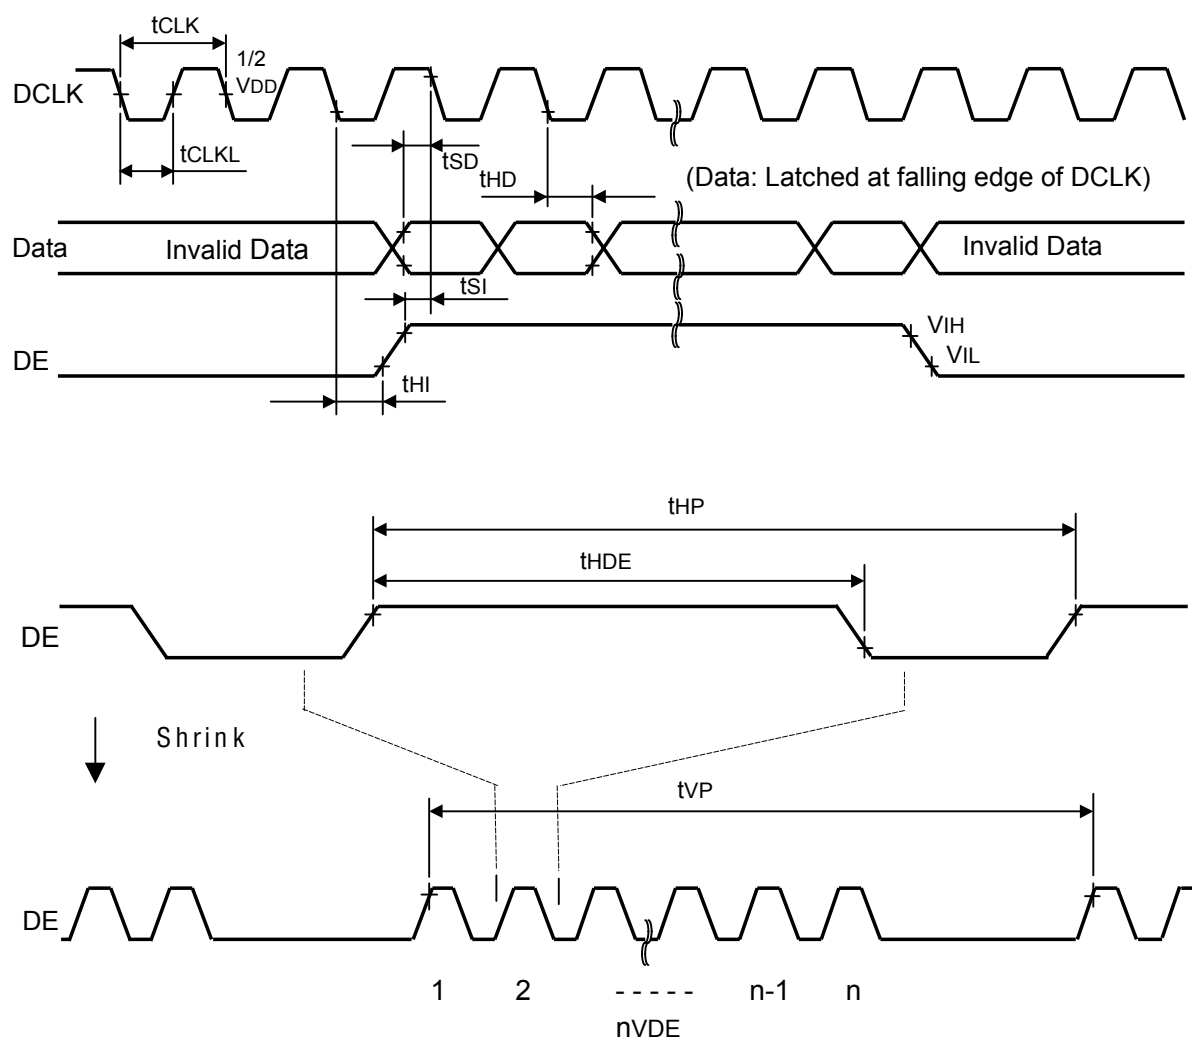 tCLK
1/2
VDD
DCLK
tCLKL
tSD
tHD
(Data: Latched at falling edge of DCLK)
Data
Invalid Data
Invalid Data
tSI
VIH
DE
VIL
tHI
tHP
tHDE
DE
Shrink
tVP
DE
1 2 - - - - - n-1 n
nVDE